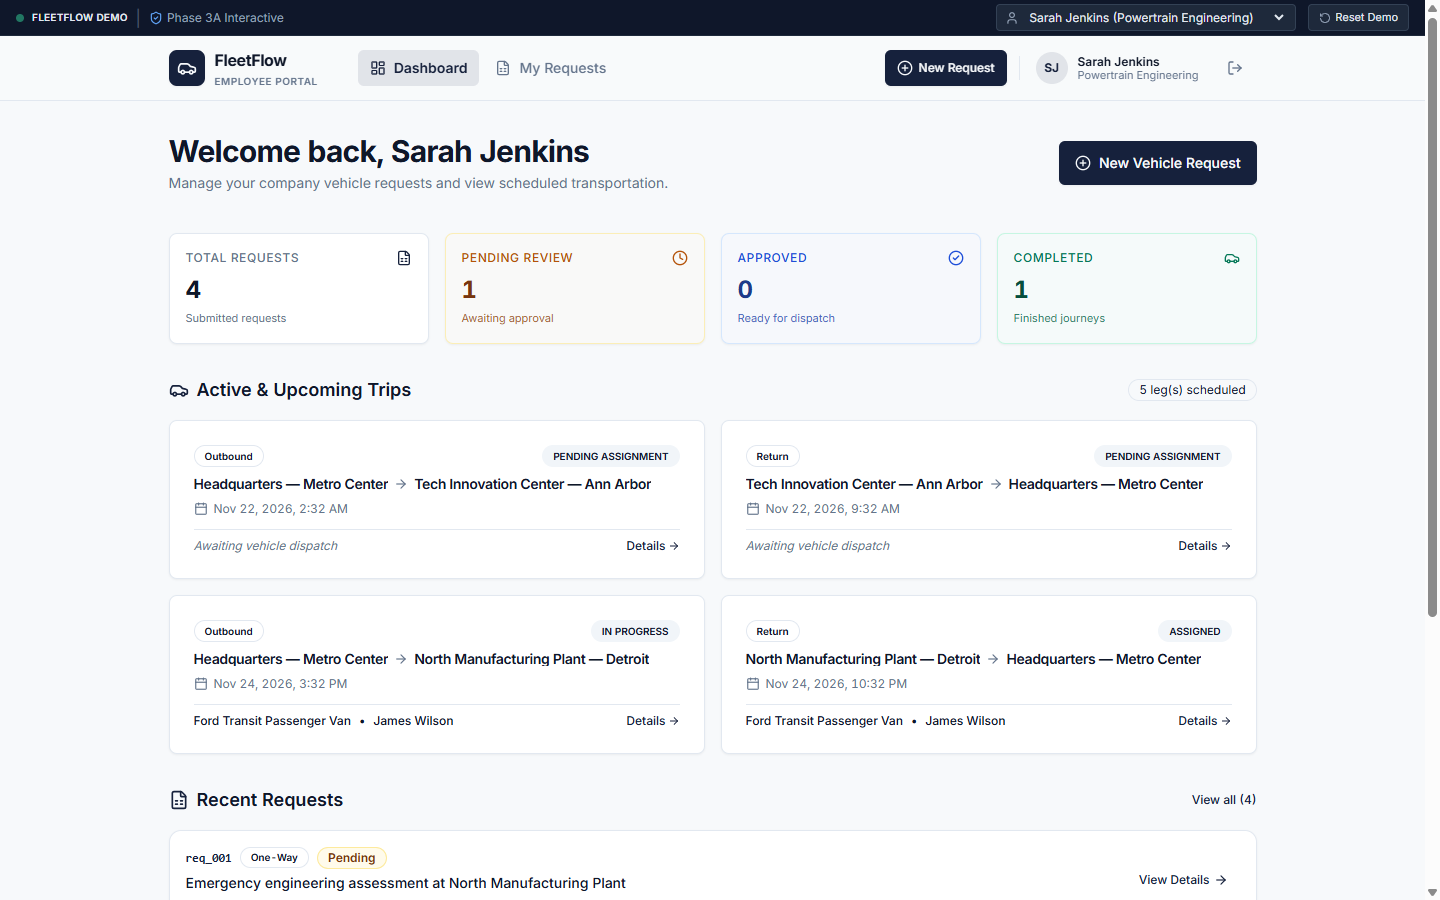 FLEETFLOW DEMO
Phase 3A Interactive
Sarah Jenkins (Powertrain Engineering)
Reset Demo
FleetFlow
EMPLOYEE PORTAL
Dashboard
My Requests
New Request
SJ
Sarah Jenkins
Powertrain Engineering
Welcome back, Sarah Jenkins
Manage your company vehicle requests and view scheduled transportation.
New Vehicle Request
TOTAL REQUESTS
4
Submitted requests
PENDING REVIEW
1
Awaiting approval
APPROVED
0
Ready for dispatch
COMPLETED
1
Finished journeys
Active & Upcoming Trips
5 leg(s) scheduled
Outbound
PENDING ASSIGNMENT
Headquarters — Metro Center → Tech Innovation Center — Ann Arbor
Nov 22, 2026, 2:32 AM
Awaiting vehicle dispatch
Details →
Return
PENDING ASSIGNMENT
Tech Innovation Center — Ann Arbor → Headquarters — Metro Center
Nov 22, 2026, 9:32 AM
Awaiting vehicle dispatch
Details →
Outbound
IN PROGRESS
Headquarters — Metro Center → North Manufacturing Plant — Detroit
Nov 24, 2026, 3:32 PM
Ford Transit Passenger Van • James Wilson
Details →
Return
ASSIGNED
North Manufacturing Plant — Detroit → Headquarters — Metro Center
Nov 24, 2026, 10:32 PM
Ford Transit Passenger Van • James Wilson
Details →
Recent Requests
View all (4)
req_001
One-Way
Pending
Emergency engineering assessment at North Manufacturing Plant
View Details →